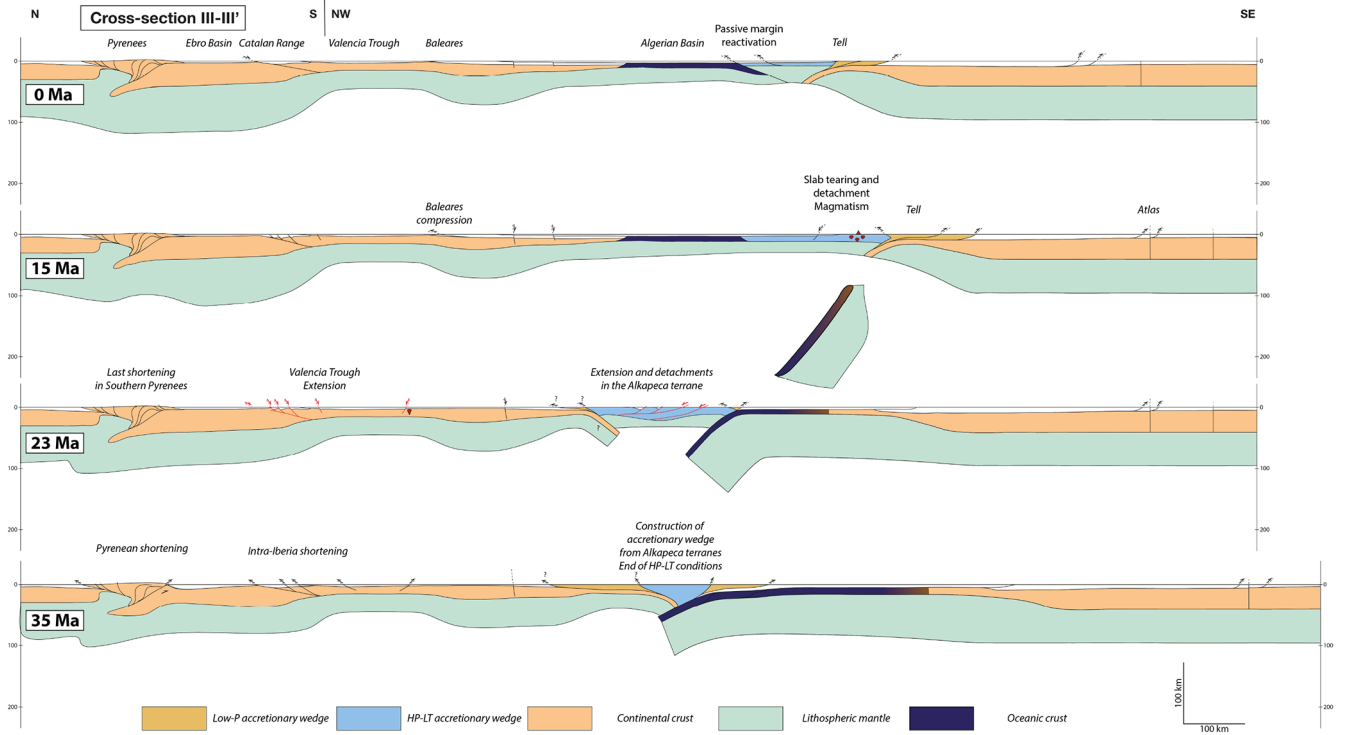 N
Cross-section III-III'
S
NW
SE
Pyrenees
Ebro Basin
Catalan Range
Valencia Trough
Baleares
Algerian Basin
Passive margin
reactivation
Tell
0
0
0 Ma
100
100
200
200
Baleares
compression
Slab tearing and
detachment
Magmatism
Tell
Atlas
0
0
15 Ma
100
100
200
200
Last shortening
in Southern Pyrenees
Valencia Trough
Extension
Extension and detachments
in the Alkapeca terrane
?
?
0
0
?
23 Ma
100
100
200
200
Pyrenean shortening
Intra-Iberia shortening
Construction of
accretionary wedge
from Alkapeca terranes
End of HP-LT conditions
?
?
0
0
35 Ma
100
100
200
200
100 km
100 km
Low-P accretionary wedge
HP-LT accretionary wedge
Continental crust
Lithospheric mantle
Oceanic crust